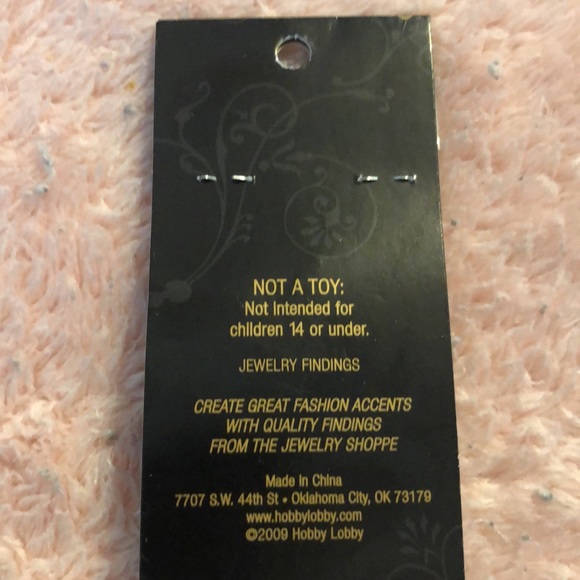 NOT A TOY:
Not Intended for
children 14 or under.
JEWELRY FINDINGS
CREATE GREAT FASHION ACCENTS
WITH QUALITY FINDINGS
FROM THE JEWELRY SHOPPE
Made In China
7707 S.W. 44th St • Oklahoma City, OK 73179
www.hobbylobby.com
©2009 Hobby Lobby